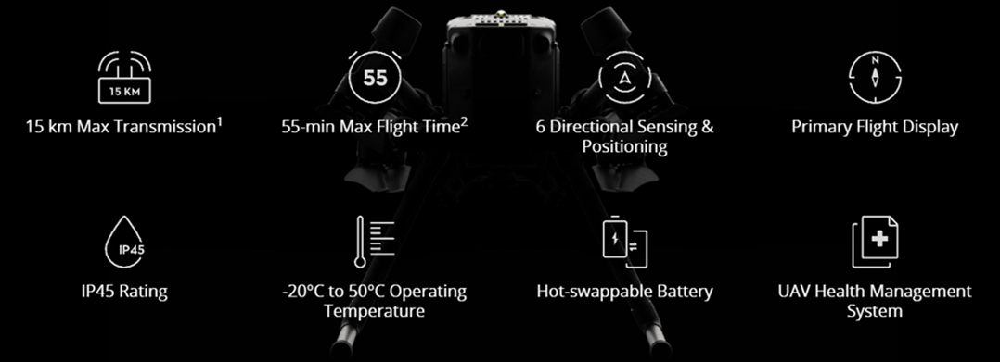 15 KM
15 km Max Transmission1
55
55-min Max Flight Time2
6 Directional Sensing &
Positioning
N
Primary Flight Display
IP45
IP45 Rating
-20°C to 50°C Operating
Temperature
Hot-swappable Battery
UAV Health Management
System